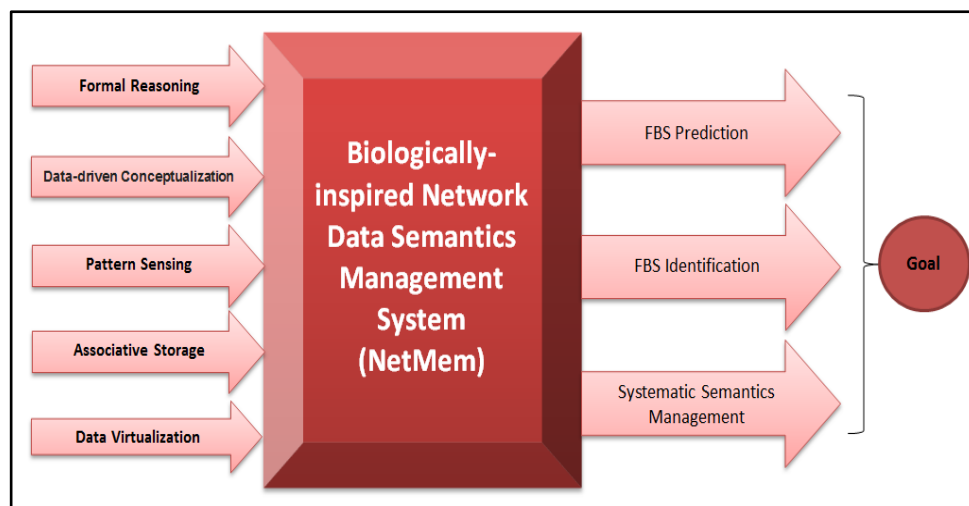 Formal Reasoning
Data-driven Conceptualization
Pattern Sensing
Associative Storage
Data Virtualization
Biologically-
inspired Network
Data Semantics
Management
System
(NetMem)
FBS Prediction
FBS Identification
Systematic Semantics
Management
Goal